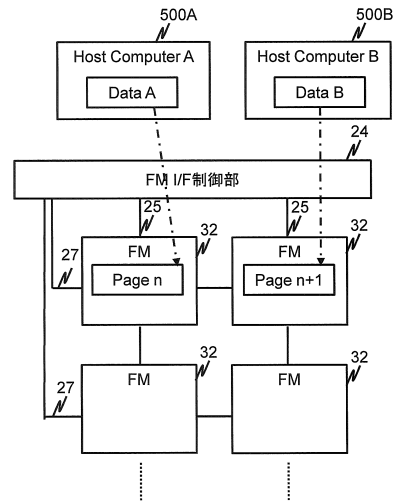 500A 500B
Host Computer A Host Computer B
Data A Data B
24
FM I/F制御部
25 25
32 32
27 FM FM
Page n Page n+1
32 32
27 FM FM